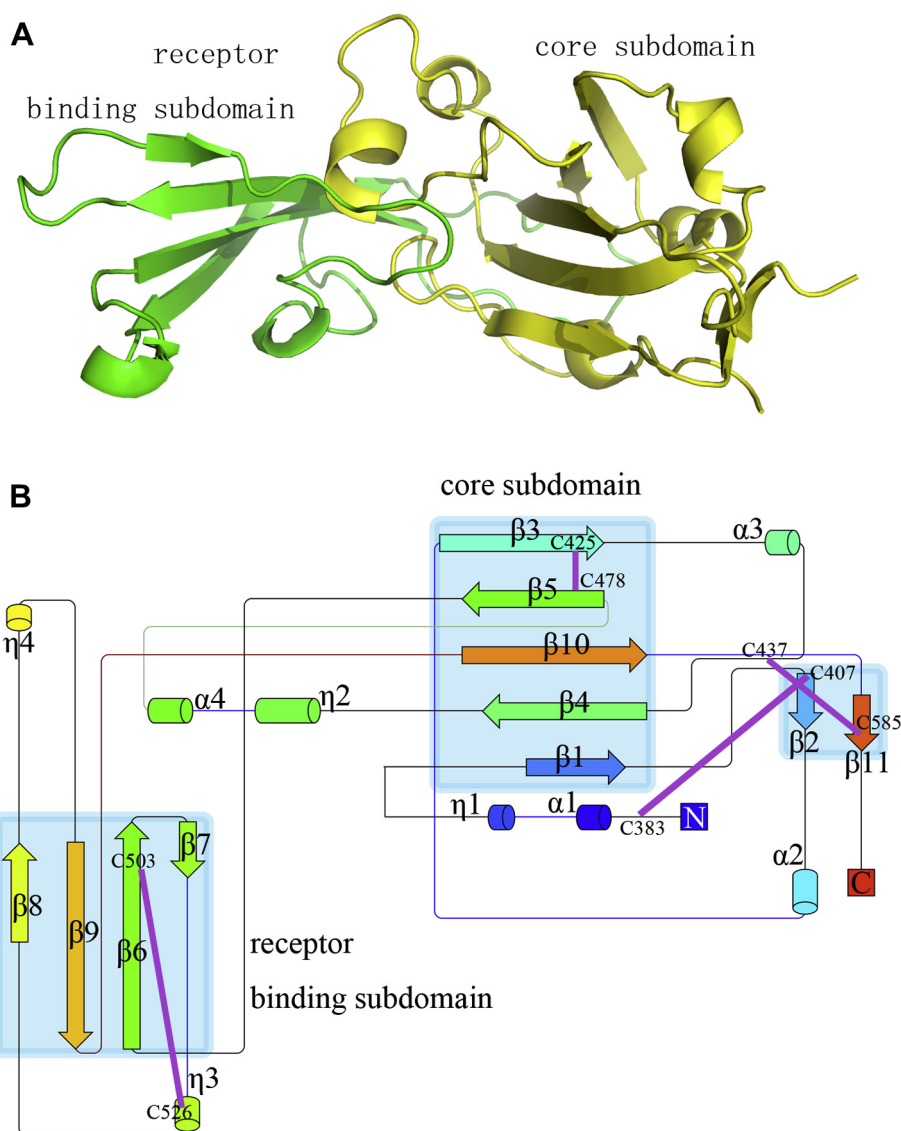 A
receptor
core subdomain
binding subdomain
B
core subdomain
β3
C425
α3
C478
β5
η4
β10
C437
C407
α4
η2
β4
C585
β2
β11
β1
η1
α1
N
C383
β7
C503
α2
C
β8
β9
β6
receptor
binding subdomain
η3
C526